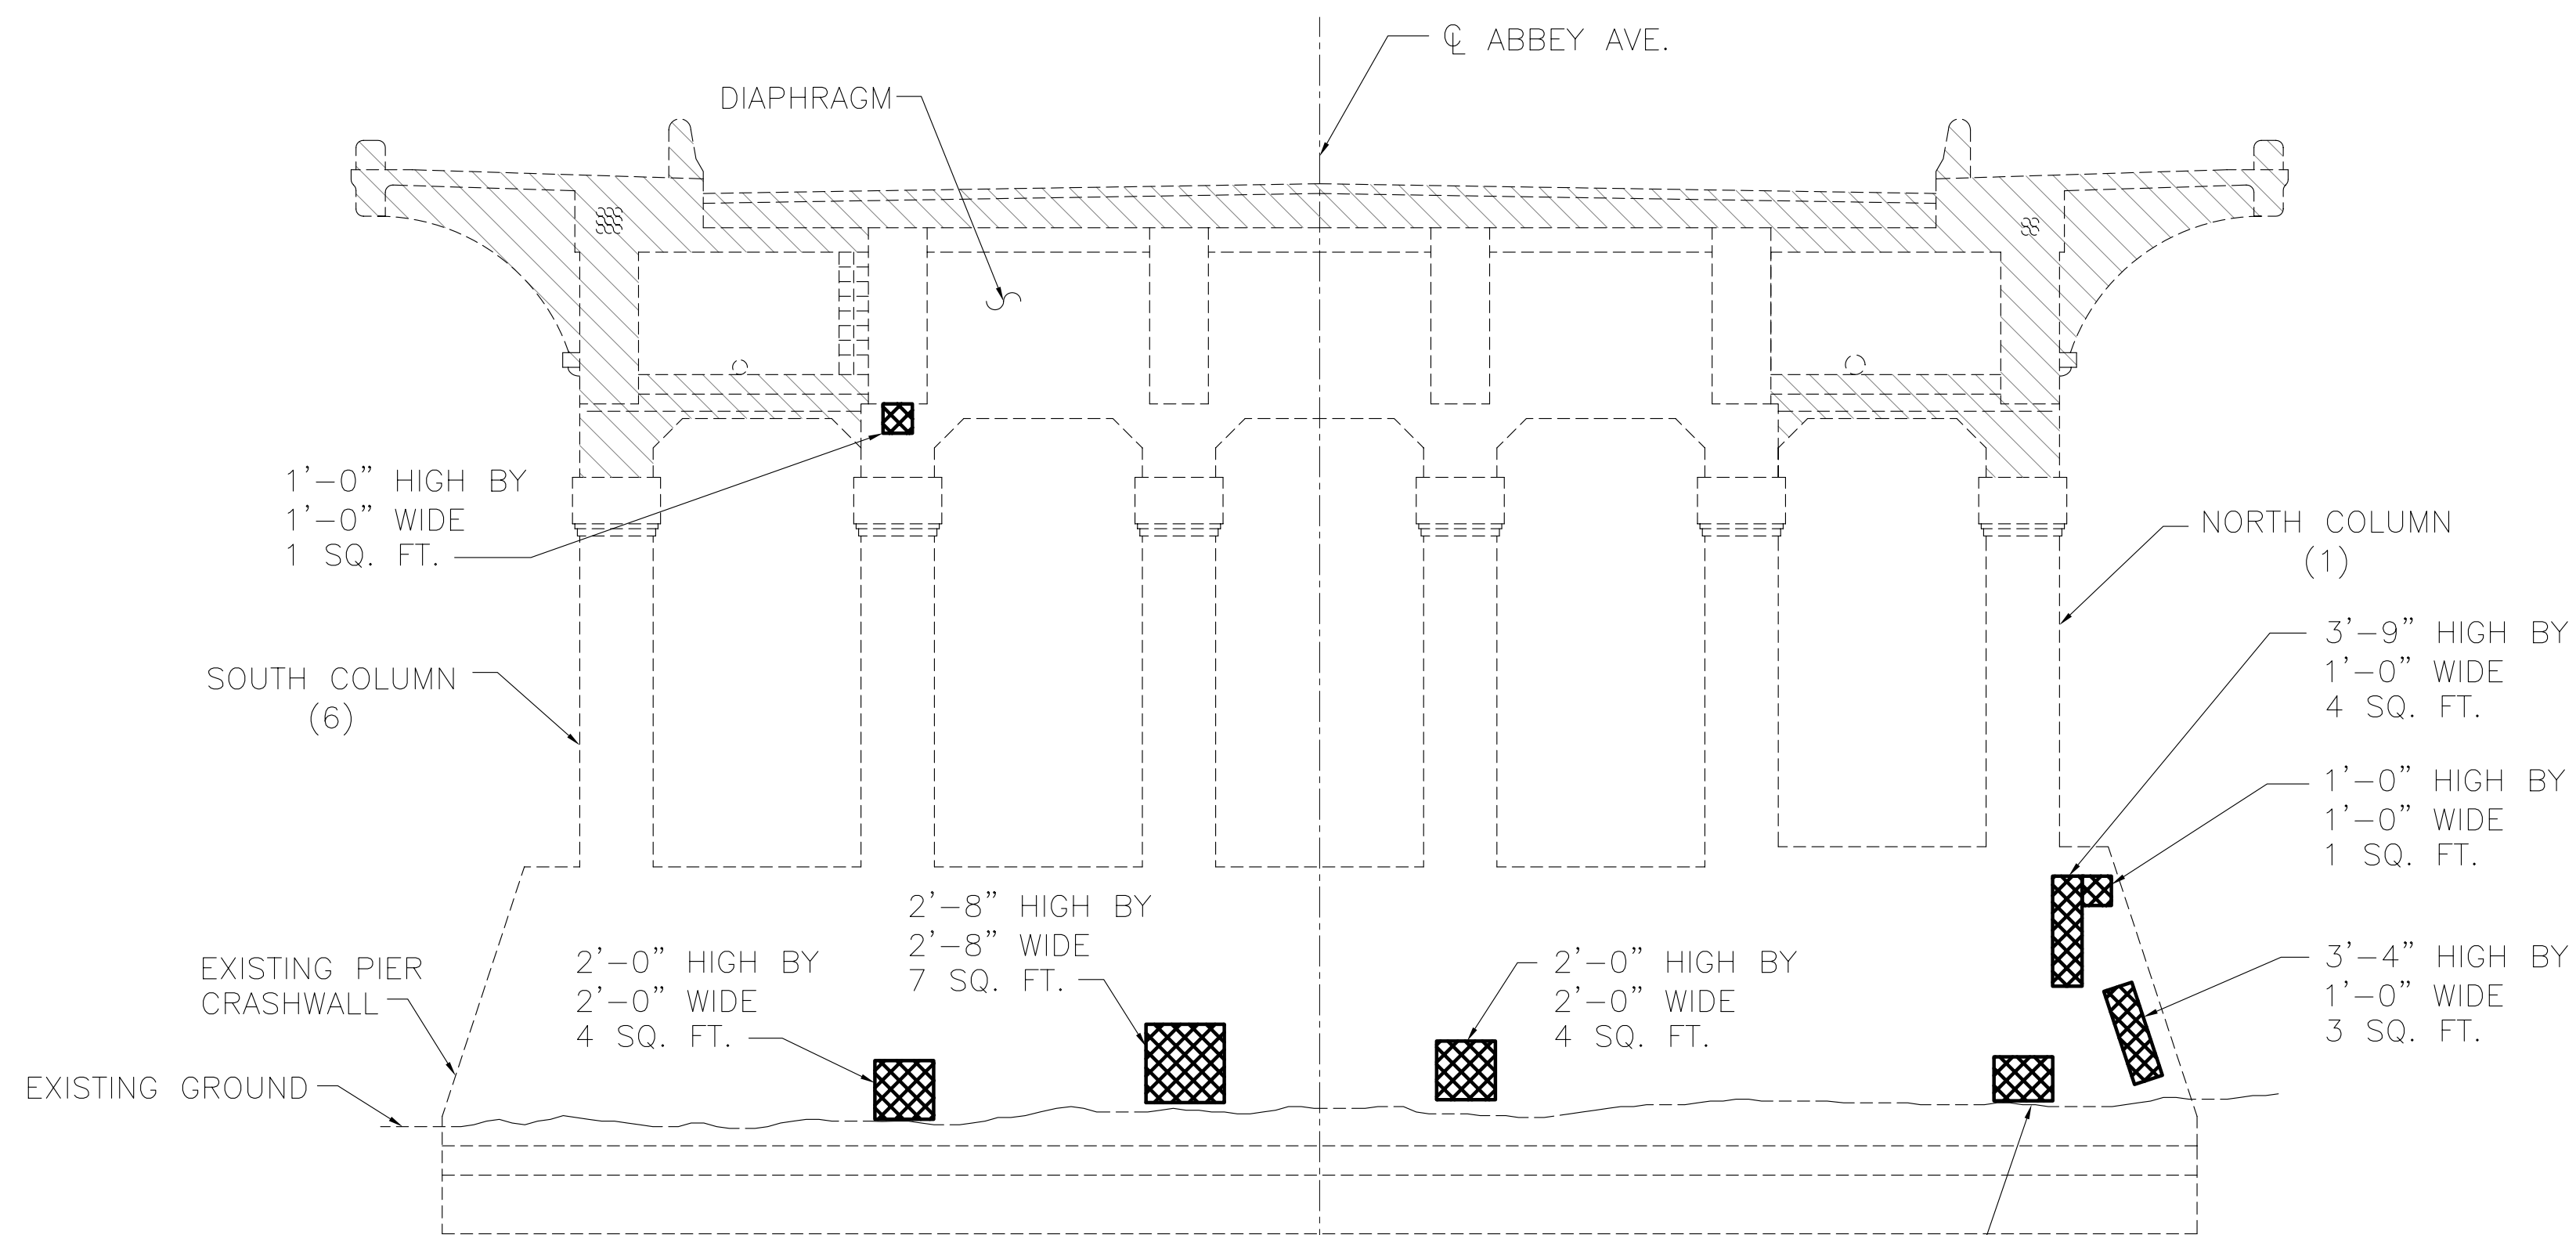 ℄ ABBEY AVE.
DIAPHRAGM
1'-0" HIGH BY
1'-0" WIDE
1 SQ. FT.
NORTH COLUMN
(1)
3'-9" HIGH BY
1'-0" WIDE
4 SQ. FT.
SOUTH COLUMN
(6)
1'-0" HIGH BY
1'-0" WIDE
1 SQ. FT.
2'-8" HIGH BY
2'-8" WIDE
7 SQ. FT.
2'-0" HIGH BY
2'-0" WIDE
4 SQ. FT.
2'-0" HIGH BY
2'-0" WIDE
4 SQ. FT.
3'-4" HIGH BY
1'-0" WIDE
3 SQ. FT.
EXISTING PIER
CRASHWALL
EXISTING GROUND